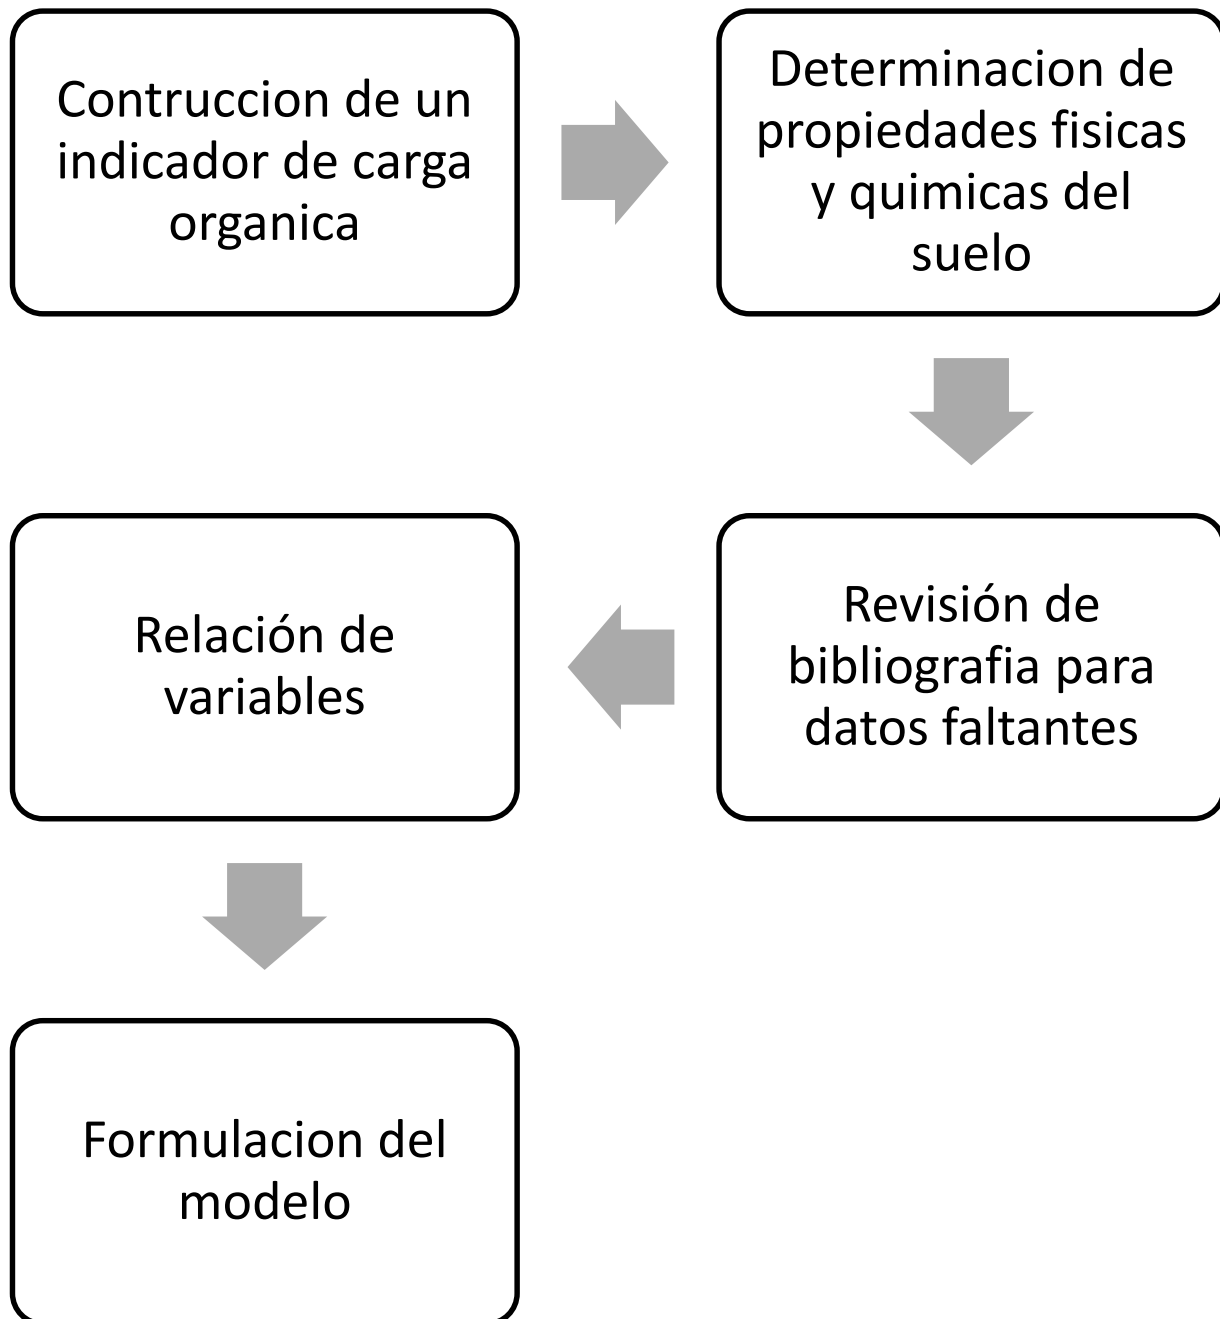 Contruccion de un
indicador de carga
organica
Determinacion de
propiedades fisicas
y quimicas del
suelo
Revisión de
bibliografia para
datos faltantes
Relación de
variables
Formulacion del
modelo